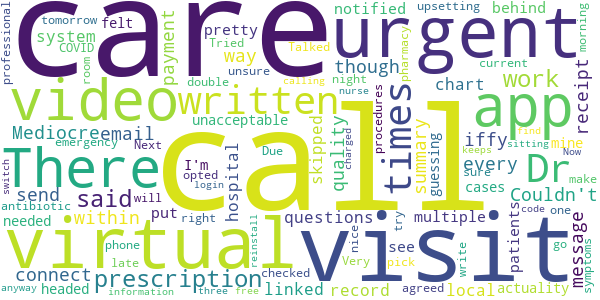 professional
tomorrow
COVID
room
felt
system
payment
Tried
way
pretty
unsure
notified
Talked
though
behind
pharmacy
upsetting
current
chart
work
morning
receipt
care
urgent
video
written
app
double
night
nurse
calling
unacceptable
Mediocre
email
emergency
Next
I'm
opted
login
Due
hospital
skipped
quality
charged
procedures
times
summary
guessing
iffy
every
mine
sure
keeps
cases
find
sitting
Now
make
There
call
Dr
Couldn't
switch
antibiotic
send
said
will
within
needed
put
right
questions
multiple
see
patients
message
symptoms
virtual
visit
connect
phone
late
prescription
headed
anyway
information
three
free
reinstall
checked
linked
Very
nice
try
pick
agreed
record
write
local
code
one
go
actuality